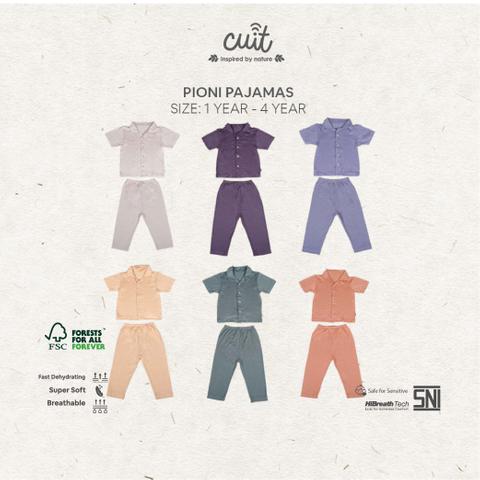 cuit
inspired by nature
PIONI PAJAMAS
SIZE: 1 YEAR - 4 YEAR
FSC
FORESTS
FOR ALL
FOREVER
Fast Dehydrating
Super Soft
Breathable
Safe for Sensitive
HiBreath Tech
SNI